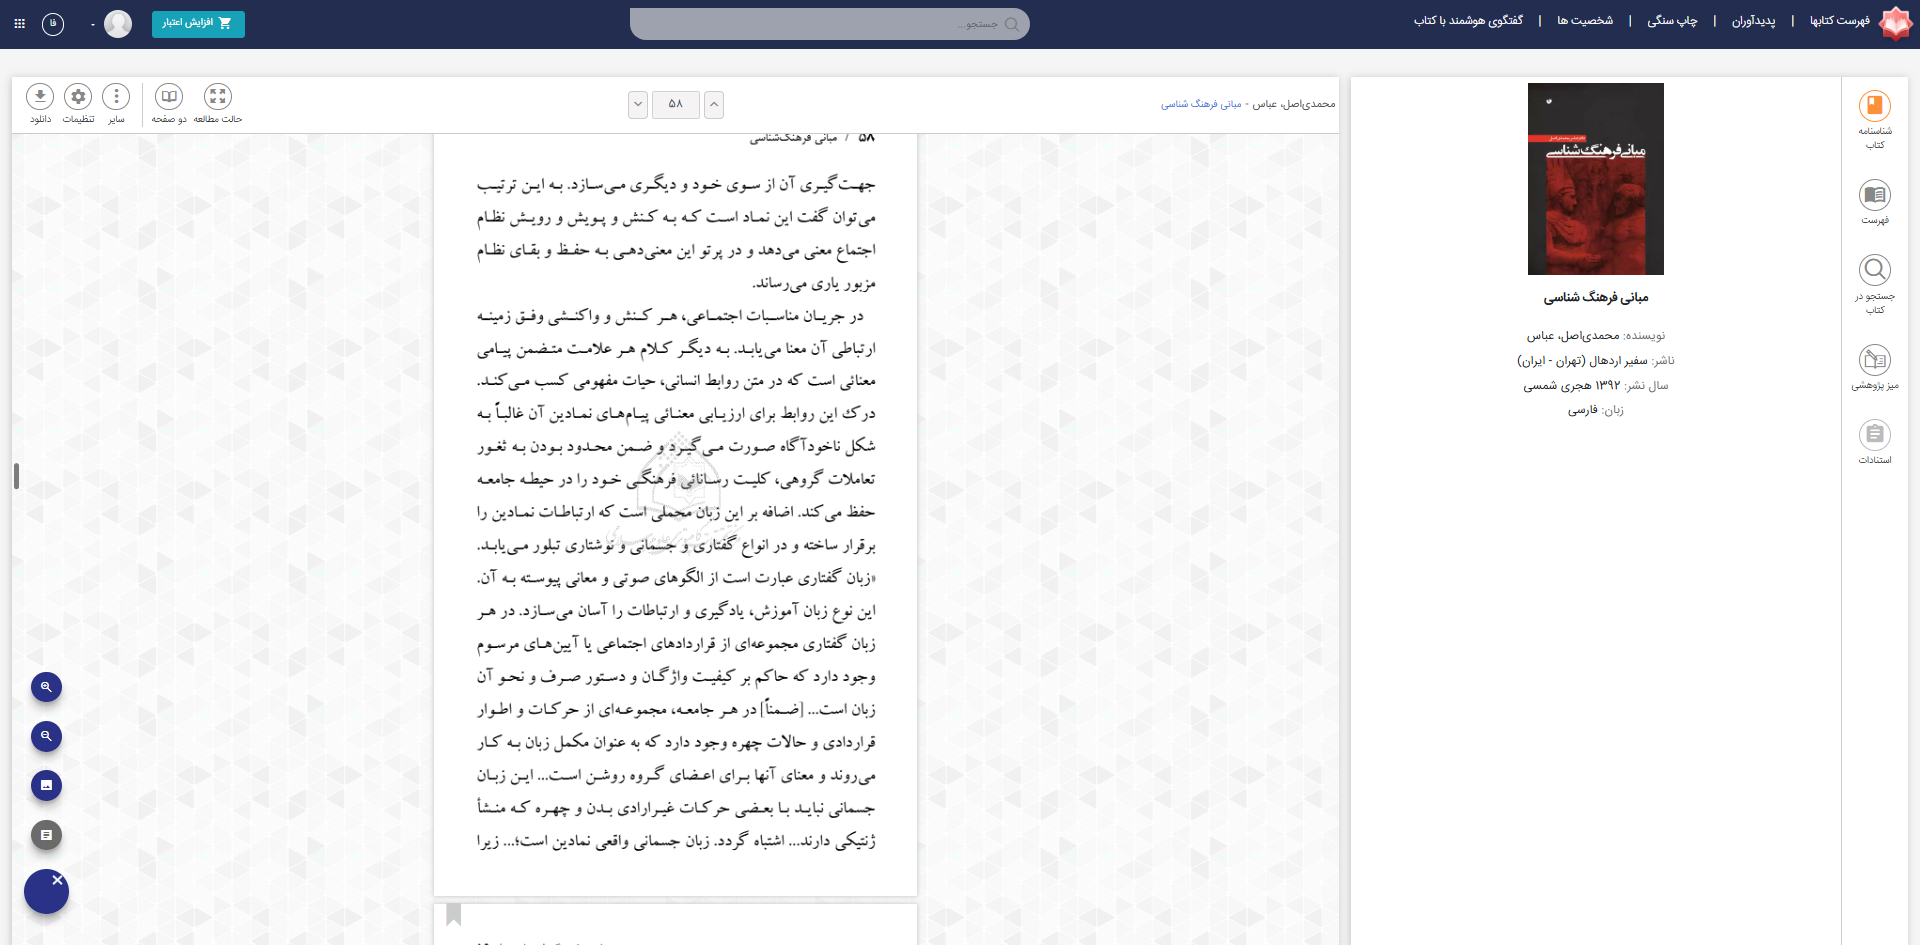 فهرست کتابها | پدیدآوران | چاپ سنگی | شخصیت ها | گفتگوی هوشمند با کتاب
جستجو...
افزایش اعتبار
فا
شناسنامه کتاب
فهرست
جستجو در کتاب
میز پژوهشی
استنادات
مبانی فرهنگ‌شناسی
مبانی فرهنگ شناسی
نویسنده: محمدی‌اصل، عباس
ناشر: سفیر اردهال (تهران - ایران)
سال نشر: ۱۳۹۲ هجری شمسی
زبان: فارسی
محمدی‌اصل، عباس - مبانی فرهنگ شناسی
۵۸
حالت مطالعه
دو صفحه
سایر
تنظیمات
دانلود
۵۸ / مبانی فرهنگ‌شناسی
جهت‌گیری آن از سوی خود و دیگری می‌سازد. به این ترتیب
می‌توان گفت این نماد است که به کنش و پویش و رویش نظام
اجتماع معنی می‌دهد و در پرتو این معنی‌دهی به حفظ و بقای نظام
مزبور یاری می‌رساند.
در جریان مناسبات اجتماعی، هر کنش و واکنشی وفق زمینه
ارتباطی آن معنا می‌یابد. به دیگر کلام هر علامت متضمن پیامی
معنائی است که در متن روابط انسانی، حیات مفهومی کسب می‌کند.
درک این روابط برای ارزیابی معنائی پیام‌های نمادین آن غالباً به
شکل ناخودآگاه صورت می‌گیرد و ضمن محدود بودن به ثغور
تعاملات گروهی، کلیت رسانائی فرهنگی خود را در حیطه جامعه
حفظ می‌کند. اضافه بر این زبان محملی است که ارتباطات نمادین را
برقرار ساخته و در انواع گفتاری و جسمانی و نوشتاری تبلور می‌یابد.
«زبان گفتاری عبارت است از الگوهای صوتی و معانی پیوسته به آن.
این نوع زبان آموزش، یادگیری و ارتباطات را آسان می‌سازد. در هر
زبان گفتاری مجموعه‌ای از قراردادهای اجتماعی یا آیین‌های مرسوم
وجود دارد که حاکم بر کیفیت واژگان و دستور صرف و نحو آن
زبان است... [ضمناً] در هر جامعه، مجموعه‌ای از حرکات و اطوار
قراردادی و حالات چهره وجود دارد که به عنوان مکمل زبان به کار
می‌روند و معنای آنها برای اعضای گروه روشن است... این زبان
جسمانی نباید با بعضی حرکات غیرارادی بدن و چهره که منشأ
ژنتیکی دارند... اشتباه گردد. زبان جسمانی واقعی نمادین است؛... زیرا